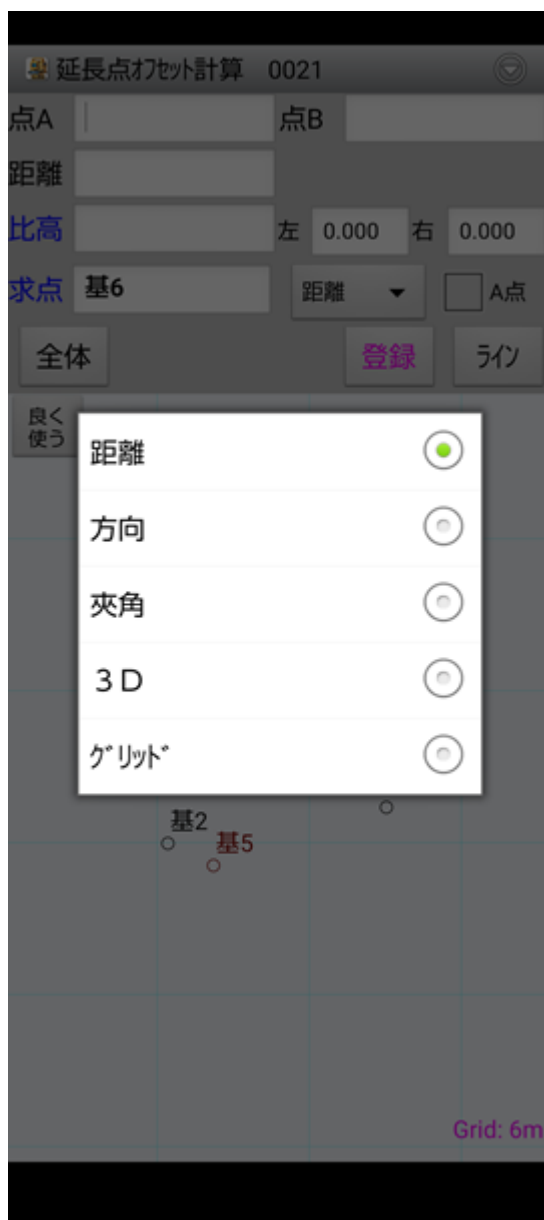 延長点ｵﾌｾｯﾄ計算 0021
点A 点B
距離
比高 左 0.000 右 0.000
求点 基6 距離 A点
全体 登録 ﾗｲﾝ
良く
使う
距離
方向
夾角
３Ｄ
ｸﾞﾘｯﾄﾞ
基2
基5
Grid: 6m